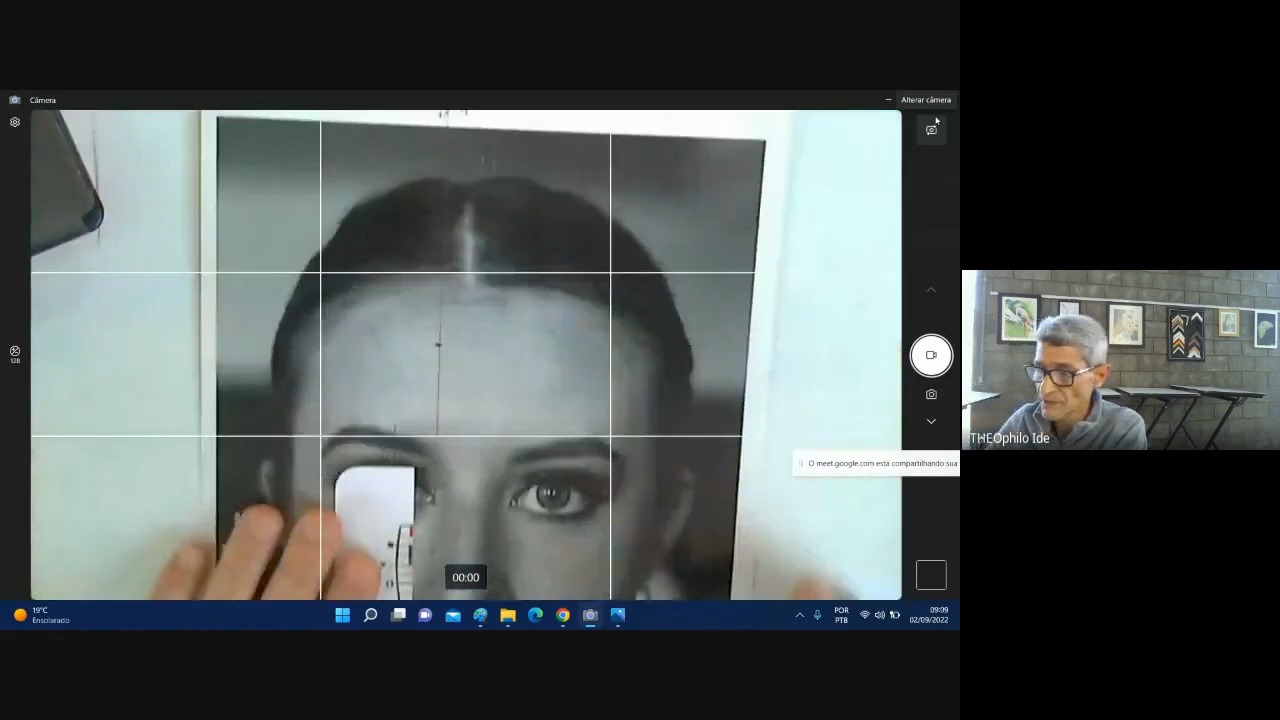 Câmera
Alterar câmera
128
O meet.google.com está compartilhando sua
THEOphilo Ide
00:00
19°C
Ensolarado
POR
PTB
09:09
02/09/2022